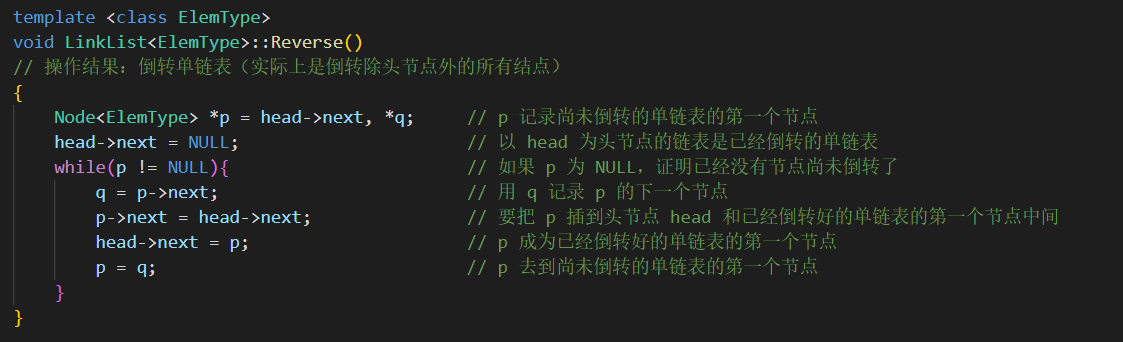 template <class ElemType>
void LinkList<ElemType>::Reverse()
// 操作结果：倒转单链表（实际上是倒转除头节点外的所有结点）
{
    Node<ElemType> *p = head->next, *q;     // p 记录尚未倒转的单链表的第一个节点
    head->next = NULL;                      // 以 head 为头节点的链表是已经倒转的单链表
    while(p != NULL){                       // 如果 p 为 NULL，证明已经没有节点尚未倒转了
        q = p->next;                        // 用 q 记录 p 的下一个节点
        p->next = head->next;               // 要把 p 插到头节点 head 和已经倒转好的单链表的第一个节点中间
        head->next = p;                     // p 成为已经倒转好的单链表的第一个节点
        p = q;                              // p 去到尚未倒转的单链表的第一个节点
    }
}